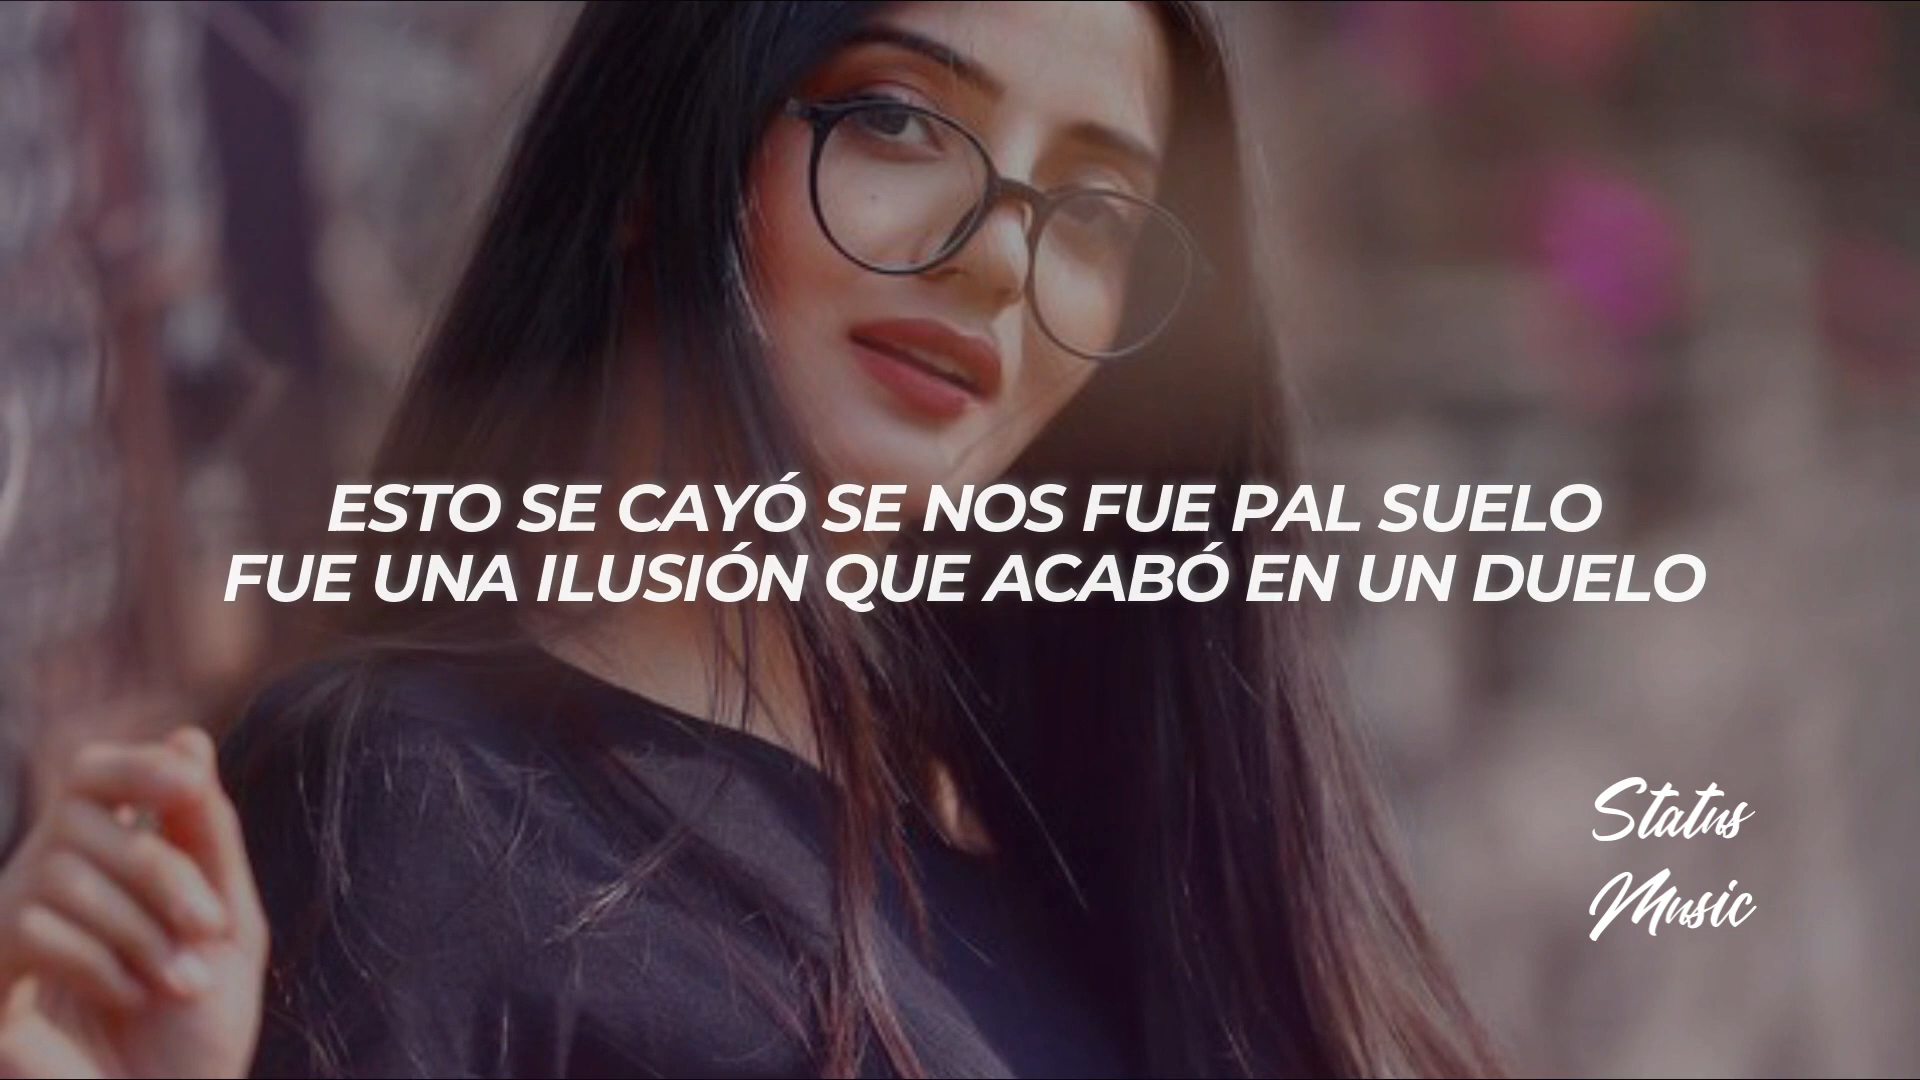 ESTO SE CAYÓ SE NOS FUE PAL SUELO
FUE UNA ILUSIÓN QUE ACABÓ EN UN DUELO
Status
Music